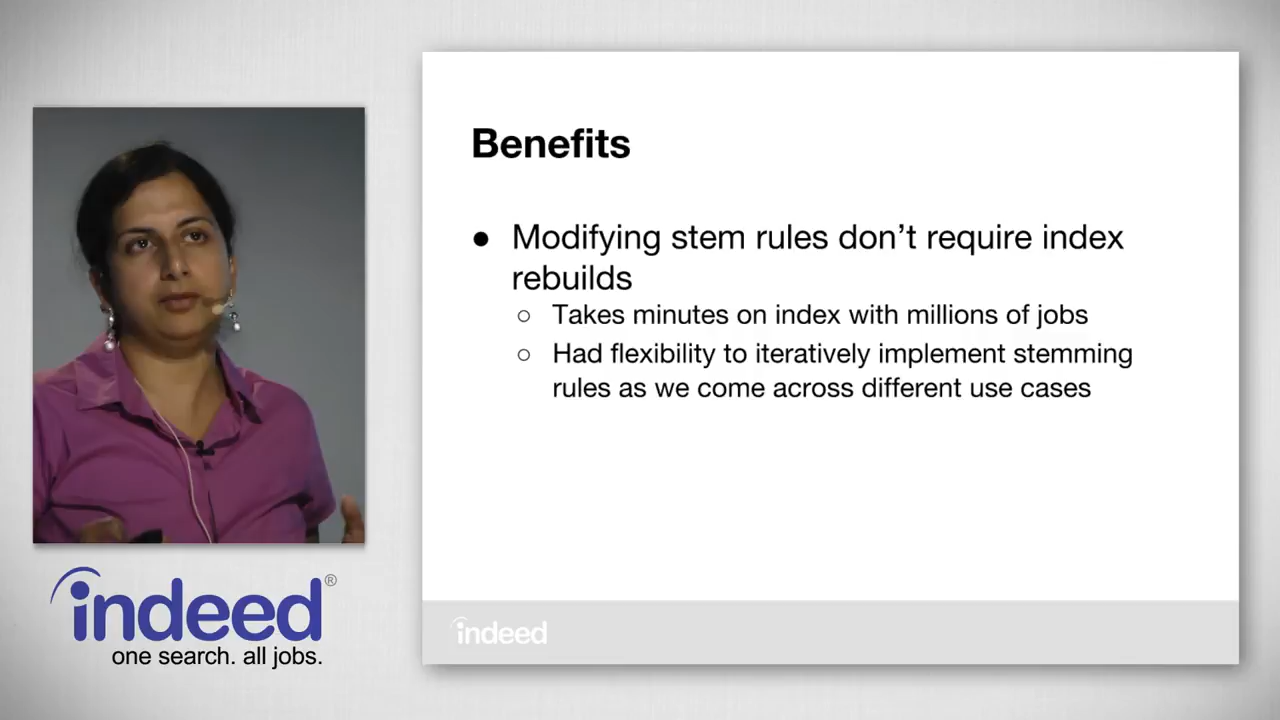 Benefits
● Modifying stem rules don’t require index
rebuilds
○ Takes minutes on index with millions of jobs
○ Had flexibility to iteratively implement stemming
rules as we come across different use cases
indeed®
one search. all jobs.
indeed